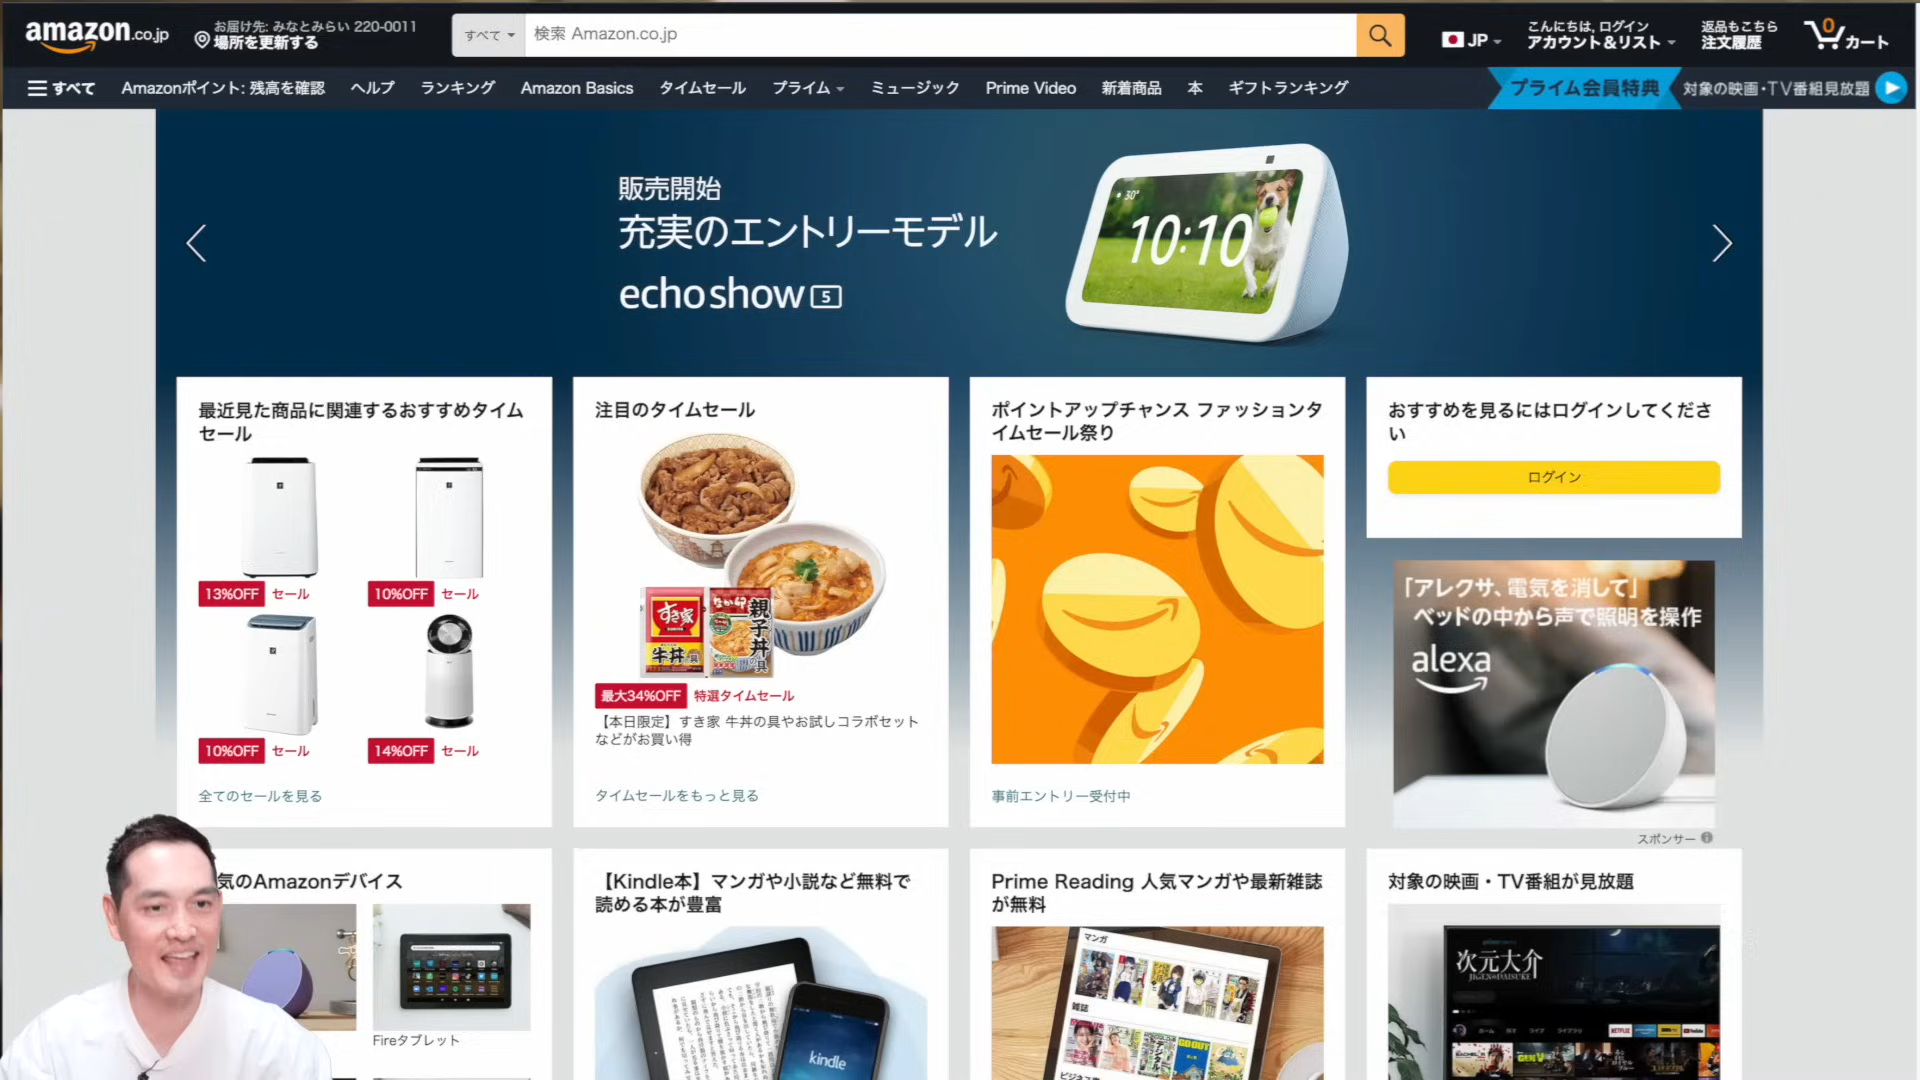 amazon.co.jp
お届け先: みなとみらい 220-0011
場所を更新する
すべて
検索 Amazon.co.jp
JP
こんにちは, ログイン
アカウント&リスト
返品もこちら
注文履歴
0
カート
すべて
Amazonポイント: 残高を確認
ヘルプ
ランキング
Amazon Basics
タイムセール
プライム
ミュージック
Prime Video
新着商品
本
ギフトランキング
プライム会員特典
対象の映画・TV番組見放題
販売開始
充実のエントリーモデル
echo show 5
30°
10:10
最近見た商品に関連するおすすめタイム
セール
13%OFF セール
10%OFF セール
10%OFF セール
14%OFF セール
全てのセールを見る
注目のタイムセール
すき家
牛丼の具
なか卯
親子丼の具
最大34%OFF 特選タイムセール
【本日限定】すき家 牛丼の具やお試しコラボセット
などがお買い得
タイムセールをもっと見る
ポイントアップチャンス ファッションタ
イムセール祭り
事前エントリー受付中
おすすめを見るにはログインしてくださ
い
ログイン
「アレクサ、電気を消して」
ベッドの中から声で照明を操作
alexa
スポンサー
気のAmazonデバイス
Fireタブレット
【Kindle本】マンガや小説など無料で
読める本が豊富
kindle
Prime Reading 人気マンガや最新雑誌
が無料
マンガ
雑誌
GO OUT
対象の映画・TV番組が見放題
次元大介
JIGEN DAISUKE
NETFLIX
YouTube